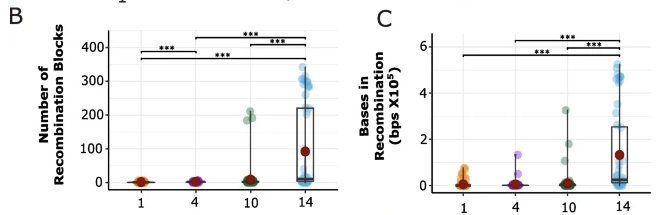 B
Number of
Recombination Blocks
400
300
200
100
0
***
***
***
***
1 4 10 14
C
Bases in
Recombination
(bps X10⁵)
6
4
2
0
***
***
***
1 4 10 14